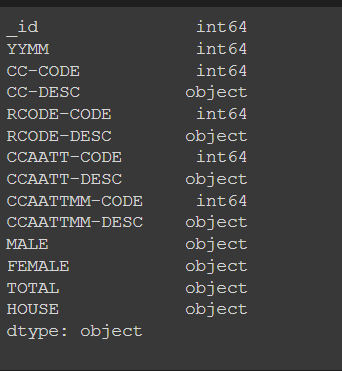 _id int64
YYMM int64
CC-CODE int64
CC-DESC object
RCODE-CODE int64
RCODE-DESC object
CCAATT-CODE int64
CCAATT-DESC object
CCAATTMM-CODE int64
CCAATTMM-DESC object
MALE object
FEMALE object
TOTAL object
HOUSE object
dtype: object